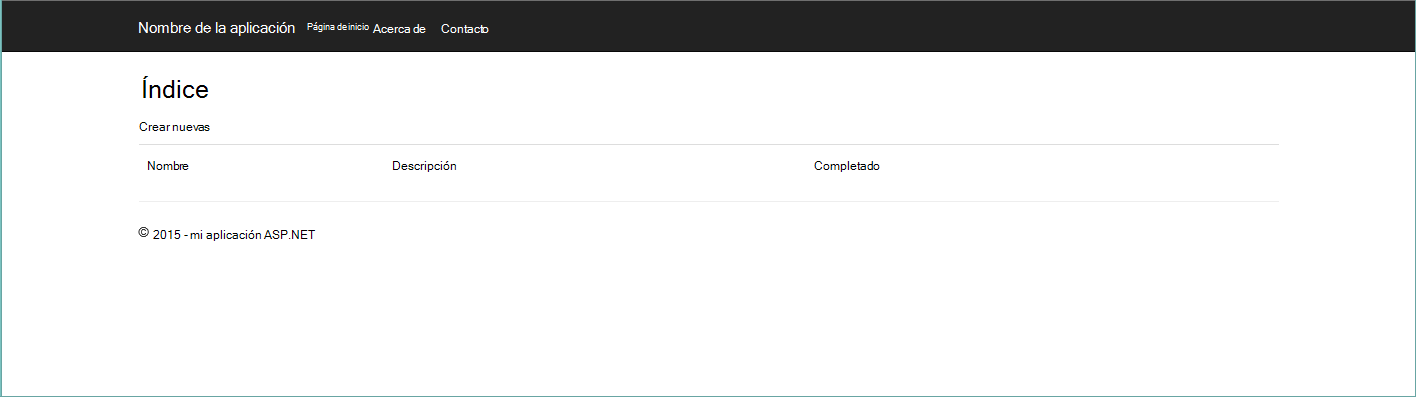 Nombre de la aplicación Página de inicio Acerca de Contacto
Índice
Crear nuevas
Nombre Descripción Completado
© 2015 - mi aplicación ASP.NET